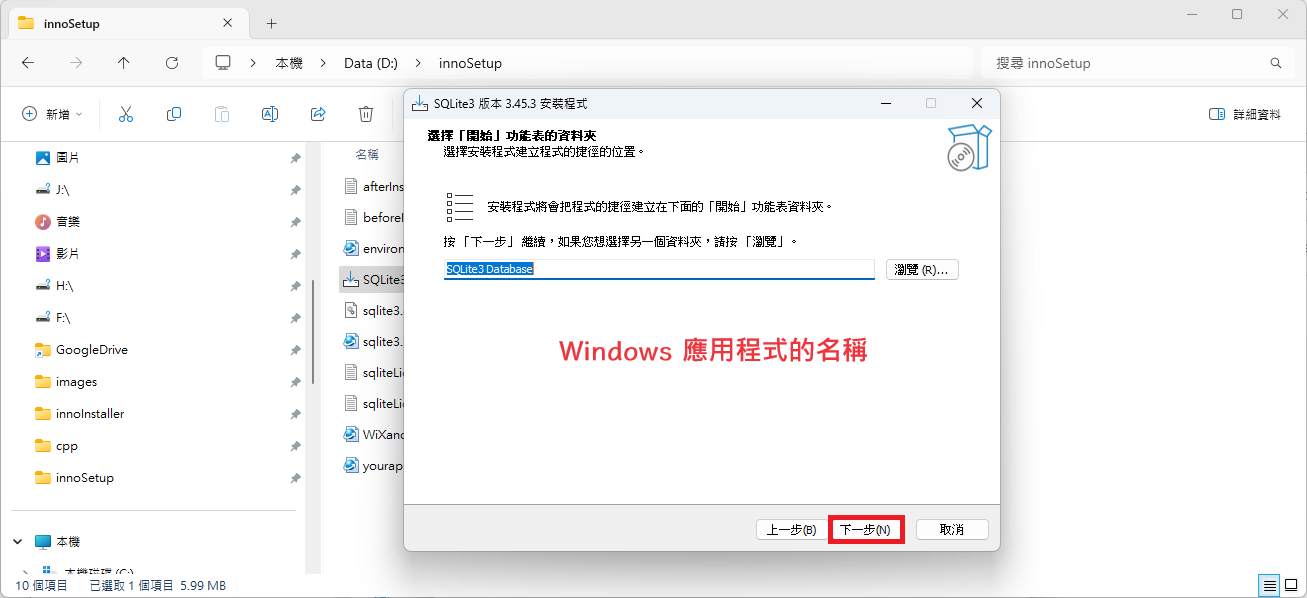 innoSetup
本機 Data (D:) innoSetup
搜尋 innoSetup
新增
詳細資料
圖片
J:\
音樂
影片
H:\
F:\
GoogleDrive
images
innoInstaller
cpp
innoSetup
本機
本機磁碟 (C:)
名稱
afterIns
before
environ
SQLite3
sqlite3.
sqlite3.
sqliteLi
sqliteLi
WiXand
yourap
SQLite3 版本 3.45.3 安裝程式
選擇「開始」功能表的資料夾
選擇安裝程式建立程式的捷徑的位置。
安裝程式將會把程式的捷徑建立在下面的「開始」功能表資料夾。
按 「下一步」 繼續，如果您想選擇另一個資料夾，請按 「瀏覽」 。
SQLite3 Database
瀏覽 (R)...
Windows 應用程式的名稱
上一步(B)
下一步(N)
取消
10 個項目 已選取 1 個項目 5.99 MB